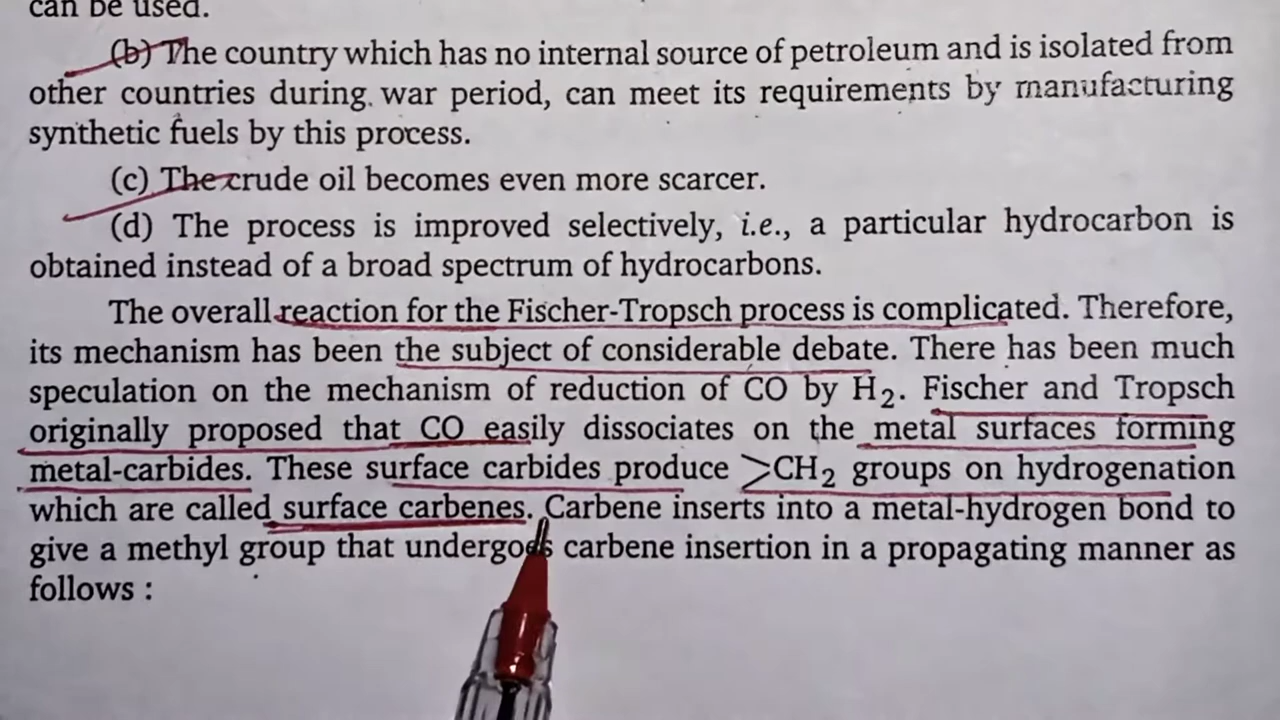 can be used.
(b) The country which has no internal source of petroleum and is isolated from
other countries during war period, can meet its requirements by manufacturing
synthetic fuels by this process.
(c) The crude oil becomes even more scarcer.
(d) The process is improved selectively, i.e., a particular hydrocarbon is
obtained instead of a broad spectrum of hydrocarbons.
The overall reaction for the Fischer-Tropsch process is complicated. Therefore,
its mechanism has been the subject of considerable debate. There has been much
speculation on the mechanism of reduction of CO by H₂. Fischer and Tropsch
originally proposed that CO easily dissociates on the metal surfaces forming
metal-carbides. These surface carbides produce >CH₂ groups on hydrogenation
which are called surface carbenes. Carbene inserts into a metal-hydrogen bond to
give a methyl group that undergoes carbene insertion in a propagating manner as
follows :